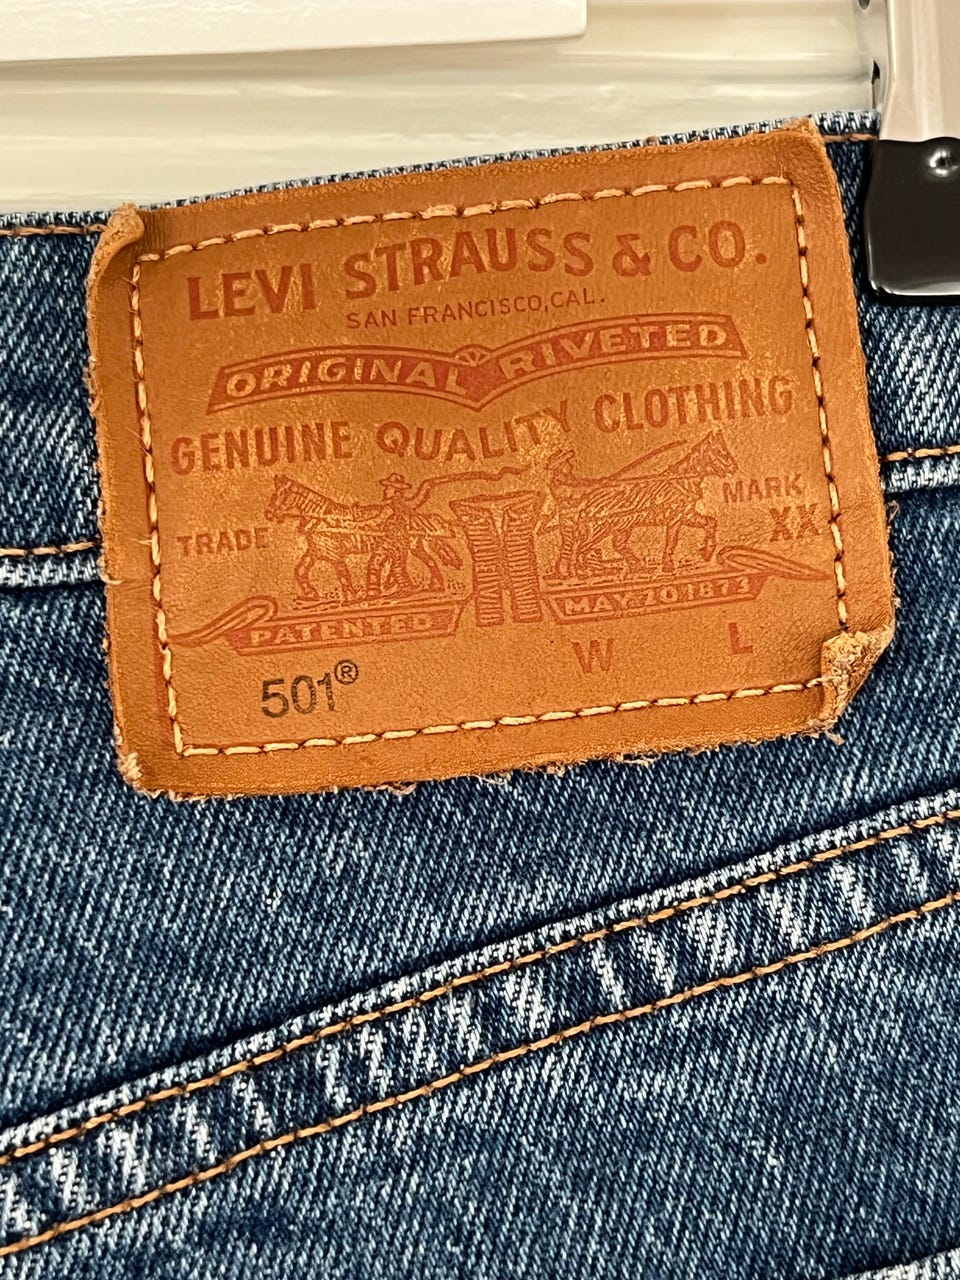 LEVI STRAUSS & CO.
SAN FRANCISCO, CAL.
ORIGINAL RIVETED
GENUINE QUALITY CLOTHING
TRADE MARK
XX
PATENTED MAY 20 1873
W L
501®